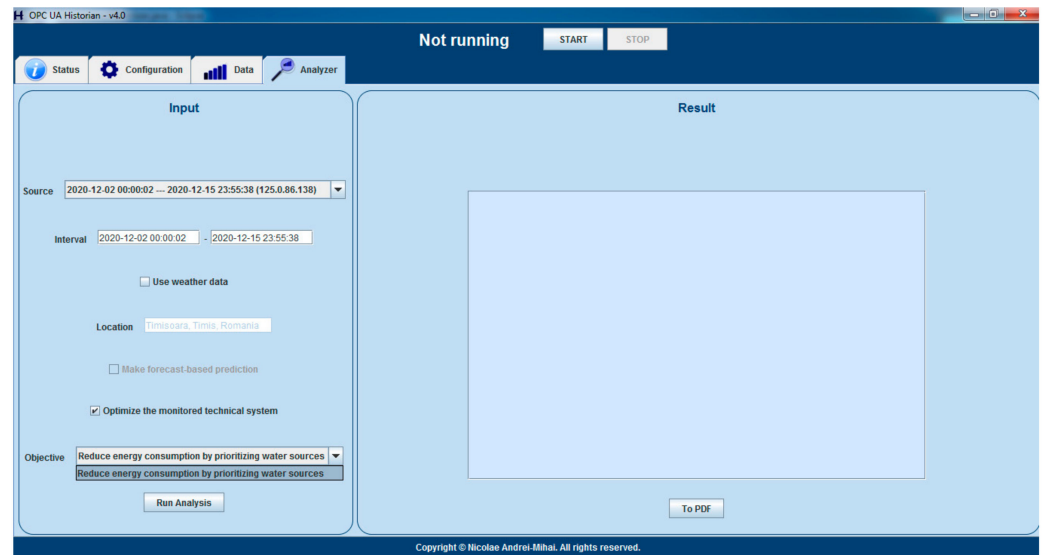 H OPC UA Historian - v4.0
Not running START STOP
i Status Configuration Data Analyzer
Input
Result
Source 2020-12-02 00:00:02 --- 2020-12-15 23:55:38 (125.0.86.138)
Interval 2020-12-02 00:00:02 - 2020-12-15 23:55:38
Use weather data
Location Timisoara, Timis, Romania
Make forecast-based prediction
Optimize the monitored technical system
Objective Reduce energy consumption by prioritizing water sources
Reduce energy consumption by prioritizing water sources
Run Analysis
To PDF
Copyright © Nicolae Andrei-Mihai. All rights reserved.